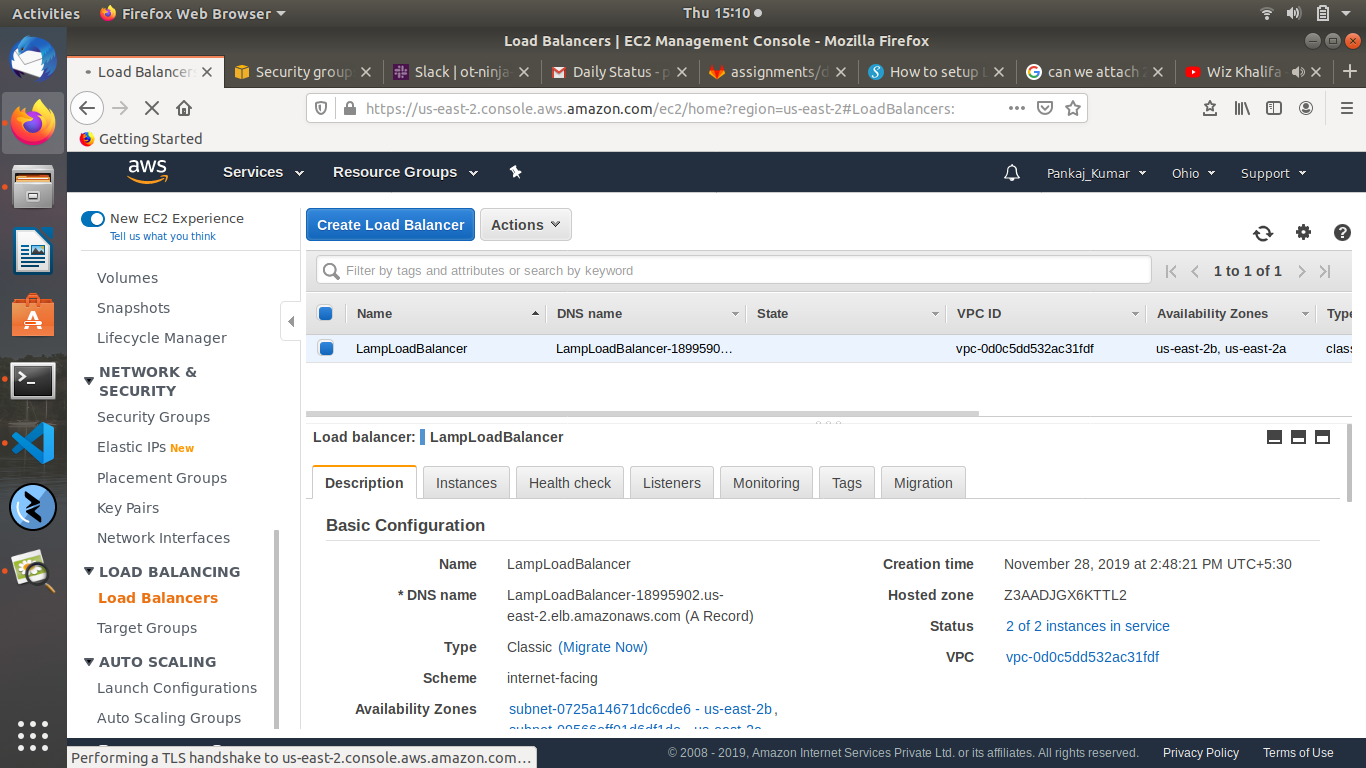 Activities Firefox Web Browser Thu 15:10
Load Balancers | EC2 Management Console - Mozilla Firefox
Load Balancers Security group Slack | ot-ninja Daily Status - p assignments/d How to setup L can we attach 2 Wiz Khalifa
https://us-east-2.console.aws.amazon.com/ec2/home?region=us-east-2#LoadBalancers:
Getting Started
aws Services Resource Groups Pankaj_Kumar Ohio Support
New EC2 Experience
Tell us what you think
Volumes
Snapshots
Lifecycle Manager
NETWORK &
SECURITY
Security Groups
Elastic IPs New
Placement Groups
Key Pairs
Network Interfaces
LOAD BALANCING
Load Balancers
Target Groups
AUTO SCALING
Launch Configurations
Auto Scaling Groups
Create Load Balancer Actions
Filter by tags and attributes or search by keyword 1 to 1 of 1
Name DNS name State VPC ID Availability Zones Type
LampLoadBalancer LampLoadBalancer-1899590... vpc-0d0c5dd532ac31fdf us-east-2b, us-east-2a clas
Load balancer: LampLoadBalancer
Description Instances Health check Listeners Monitoring Tags Migration
Basic Configuration
Name LampLoadBalancer
* DNS name LampLoadBalancer-18995902.us-
east-2.elb.amazonaws.com (A Record)
Type Classic (Migrate Now)
Scheme internet-facing
Availability Zones subnet-0725a14671dc6cde6 - us-east-2b,
Creation time November 28, 2019 at 2:48:21 PM UTC+5:30
Hosted zone Z3AADJGX6KTTL2
Status 2 of 2 instances in service
VPC vpc-0d0c5dd532ac31fdf
© 2008 - 2019, Amazon Internet Services Private Ltd. or its affiliates. All rights reserved. Privacy Policy Terms of Use
Performing a TLS handshake to us-east-2.console.aws.amazon.com…